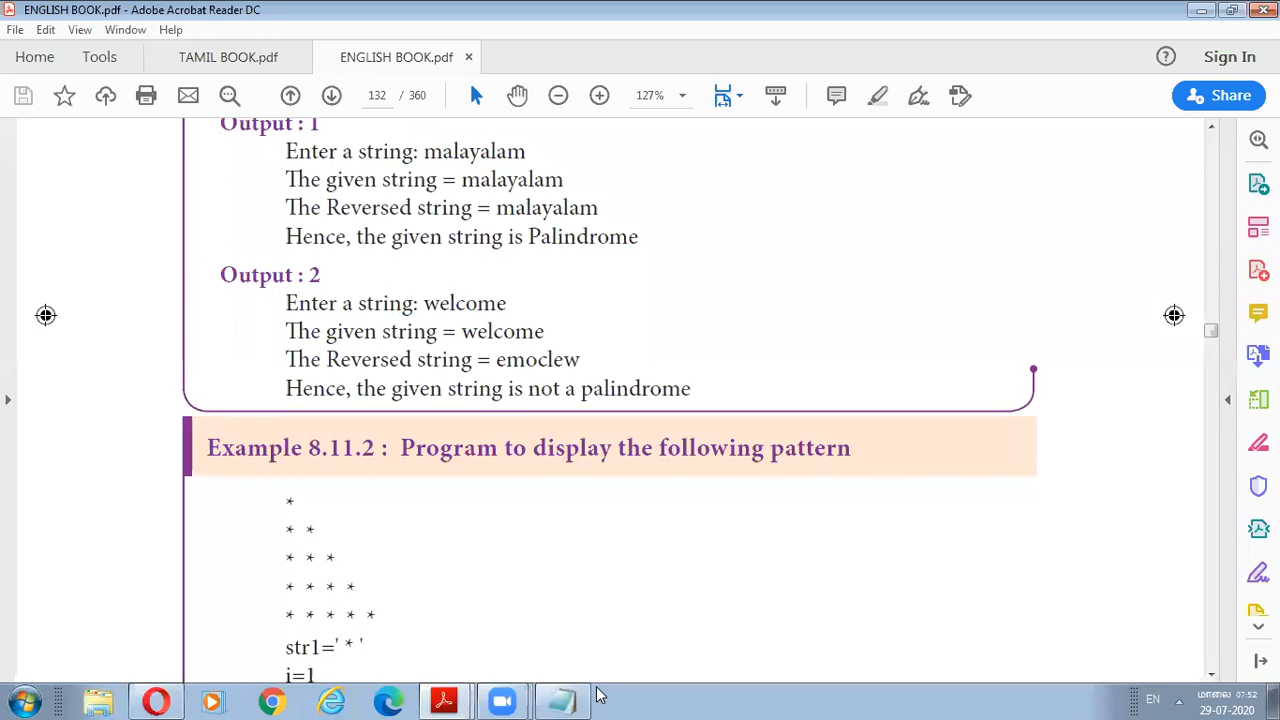 ENGLISH BOOK.pdf - Adobe Acrobat Reader DC
File Edit View Window Help
Home Tools TAMIL BOOK.pdf ENGLISH BOOK.pdf × Sign In
132 / 360 127% Share
Output : 1
Enter a string: malayalam
The given string = malayalam
The Reversed string = malayalam
Hence, the given string is Palindrome
Output : 2
Enter a string: welcome
The given string = welcome
The Reversed string = emoclew
Hence, the given string is not a palindrome
Example 8.11.2 : Program to display the following pattern
*
* *
* * *
* * * *
* * * * *
str1=' * '
i=1
EN மாலை 07:52
29-07-2020